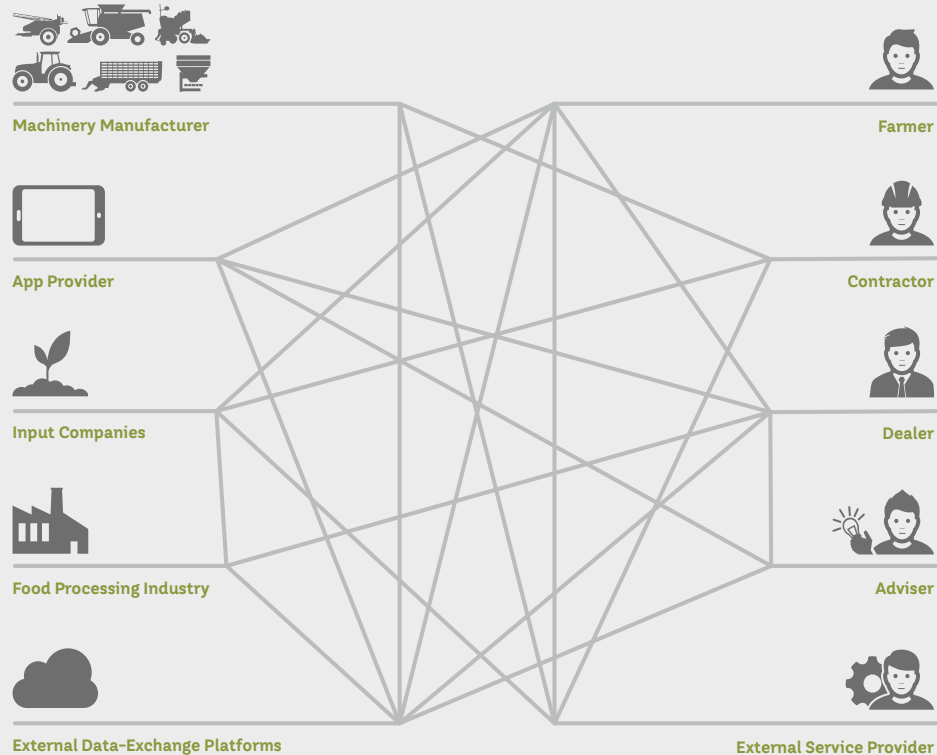 Machinery Manufacturer
Farmer
App Provider
Contractor
Input Companies
Dealer
Food Processing Industry
Adviser
External Data-Exchange Platforms
External Service Provider